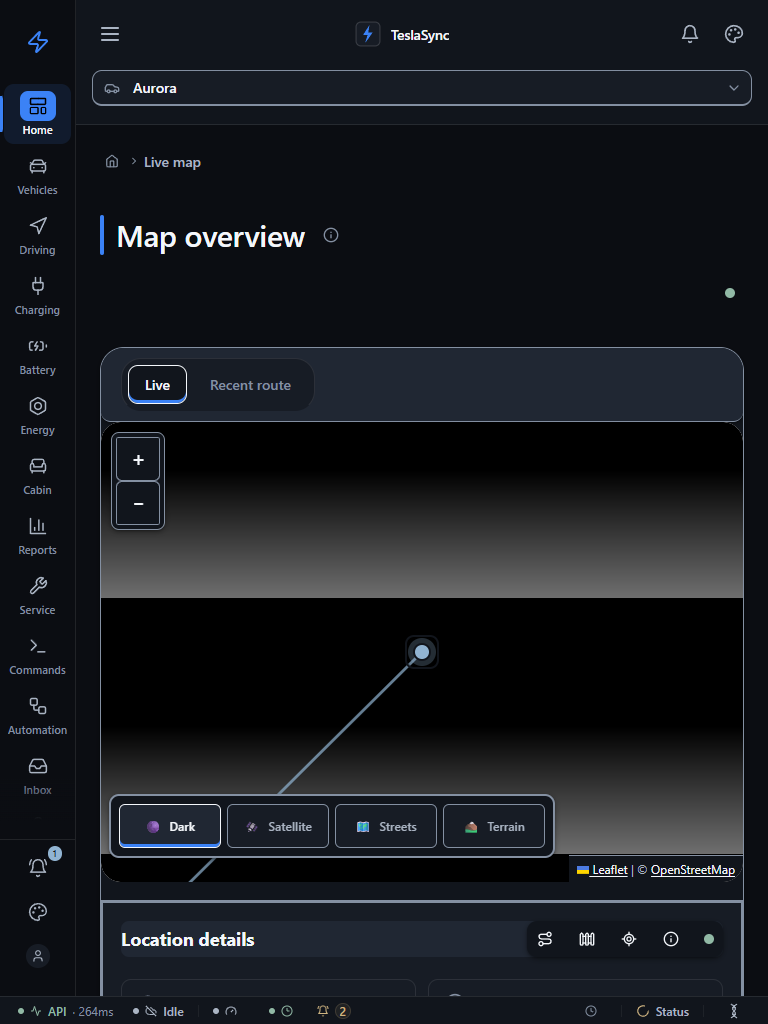 TeslaSync
Aurora
Home
Vehicles
Driving
Charging
Battery
Energy
Cabin
Reports
Service
Commands
Automation
Inbox
1
Live map
Map overview
Live
Recent route
+
−
Dark
Satellite
Streets
Terrain
Leaflet | © OpenStreetMap
Location details
API · 264ms
Idle
2
Status